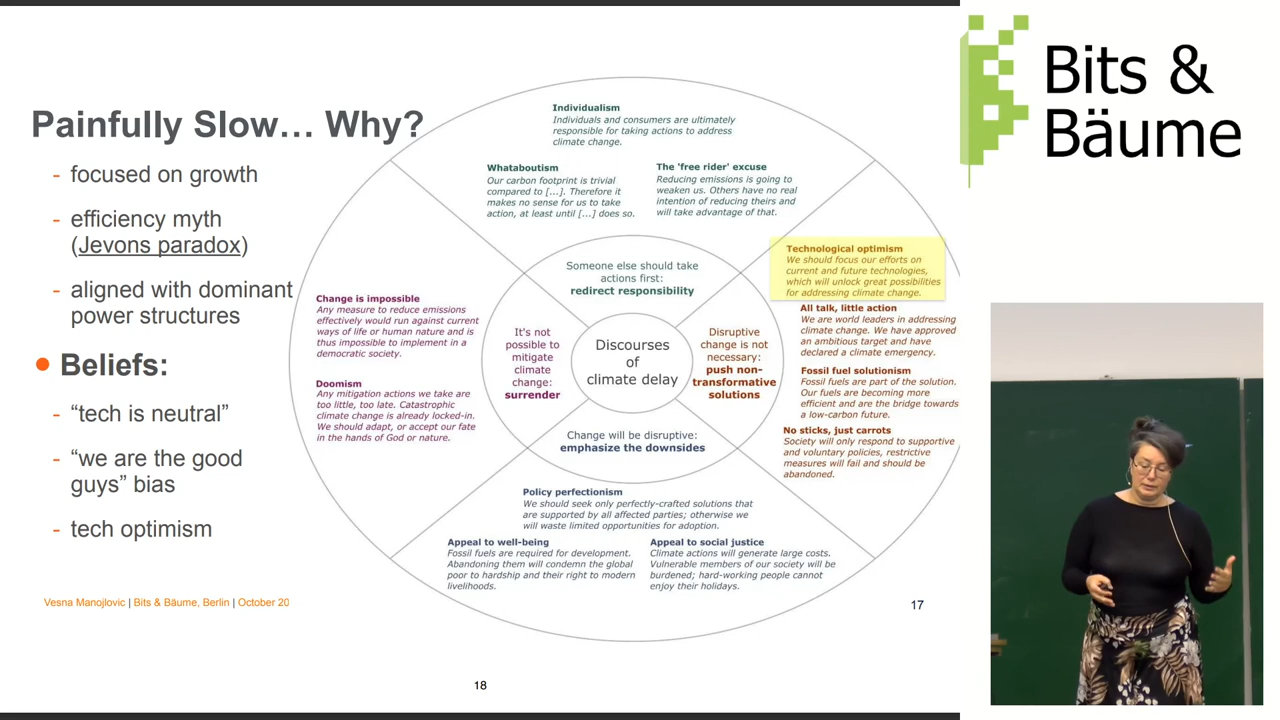 Painfully Slow... Why?
- focused on growth
- efficiency myth
(Jevons paradox)
- aligned with dominant
power structures
Beliefs:
- “tech is neutral”
- “we are the good
guys” bias
- tech optimism
Vesna Manojlovic | Bits & Bäume, Berlin | October 20
Individualism
Individuals and consumers are ultimately
responsible for taking actions to address
climate change.
Whataboutism
Our carbon footprint is trivial
compared to [...]. Therefore it
makes no sense for us to take
action, at least until [...] does so.
The 'free rider' excuse
Reducing emissions is going to
weaken us. Others have no real
intention of reducing theirs and
will take advantage of that.
Someone else should take
actions first:
redirect responsibility
Technological optimism
We should focus our efforts on
current and future technologies,
which will unlock great possibilities
for addressing climate change.
All talk, little action
We are world leaders in addressing
climate change. We have approved
an ambitious target and have
declared a climate emergency.
Fossil fuel solutionism
Fossil fuels are part of the solution.
Our fuels are becoming more
efficient and are the bridge towards
a low-carbon future.
No sticks, just carrots
Society will only respond to supportive
and voluntary policies, restrictive
measures will fail and should be
abandoned.
Disruptive
change is not
necessary:
push non-
transformative
solutions
Discourses
of
climate delay
It's not
possible to
mitigate
climate
change:
surrender
Change is impossible
Any measure to reduce emissions
effectively would run against current
ways of life or human nature and is
thus impossible to implement in a
democratic society.
Doomism
Any mitigation actions we take are
too little, too late. Catastrophic
climate change is already locked-in.
We should adapt, or accept our fate
in the hands of God or nature.
Change will be disruptive:
emphasize the downsides
Policy perfectionism
We should seek only perfectly-crafted solutions that
are supported by all affected parties; otherwise we
will waste limited opportunities for adoption.
Appeal to well-being
Fossil fuels are required for development.
Abandoning them will condemn the global
poor to hardship and their right to modern
livelihoods.
Appeal to social justice
Climate actions will generate large costs.
Vulnerable members of our society will be
burdened; hard-working people cannot
enjoy their holidays.
17
18
Bits &
Bäume